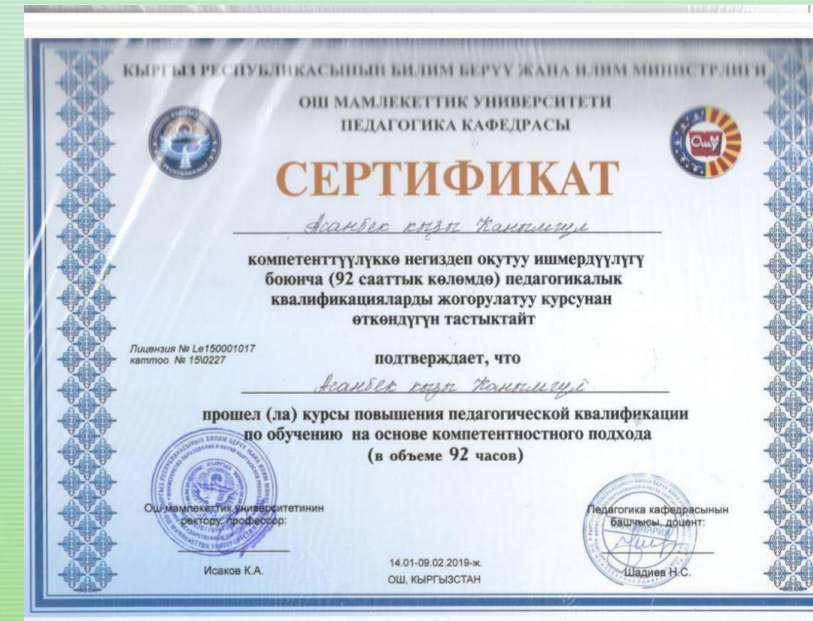 КЫРГЫЗ РЕСПУБЛИКАСЫНЫН БИЛИМ БЕРҮҮ ЖАНА ИЛИМ МИНИСТРЛИГИ
ОШ МАМЛЕКЕТТИК УНИВЕРСИТЕТИ
ПЕДАГОГИКА КАФЕДРАСЫ
ОшМУ
СЕРТИФИКАТ
Асанбек кызы Канымгүл
компетенттүүлүккө негиздеп окутуу ишмердүүлүгү
боюнча (92 сааттык көлөмдө) педагогикалык
квалификацияларды жогорулатуу курсунан
өткөндүгүн тастыктайт
Лицензия № Le150001017
каттоо № 15\0227
подтверждает, что
Асанбек кызы Канымгүл
прошел (ла) курсы повышения педагогической квалификации
по обучению на основе компетентностного подхода
(в объеме 92 часов)
Ош мамлекеттик университетинин
ректору, профессор:
Исаков К.А.
14.01-09.02.2019-ж.
ОШ, КЫРГЫЗСТАН
Педагогика кафедрасынын
башчысы, доцент:
Шадиев Н.С.